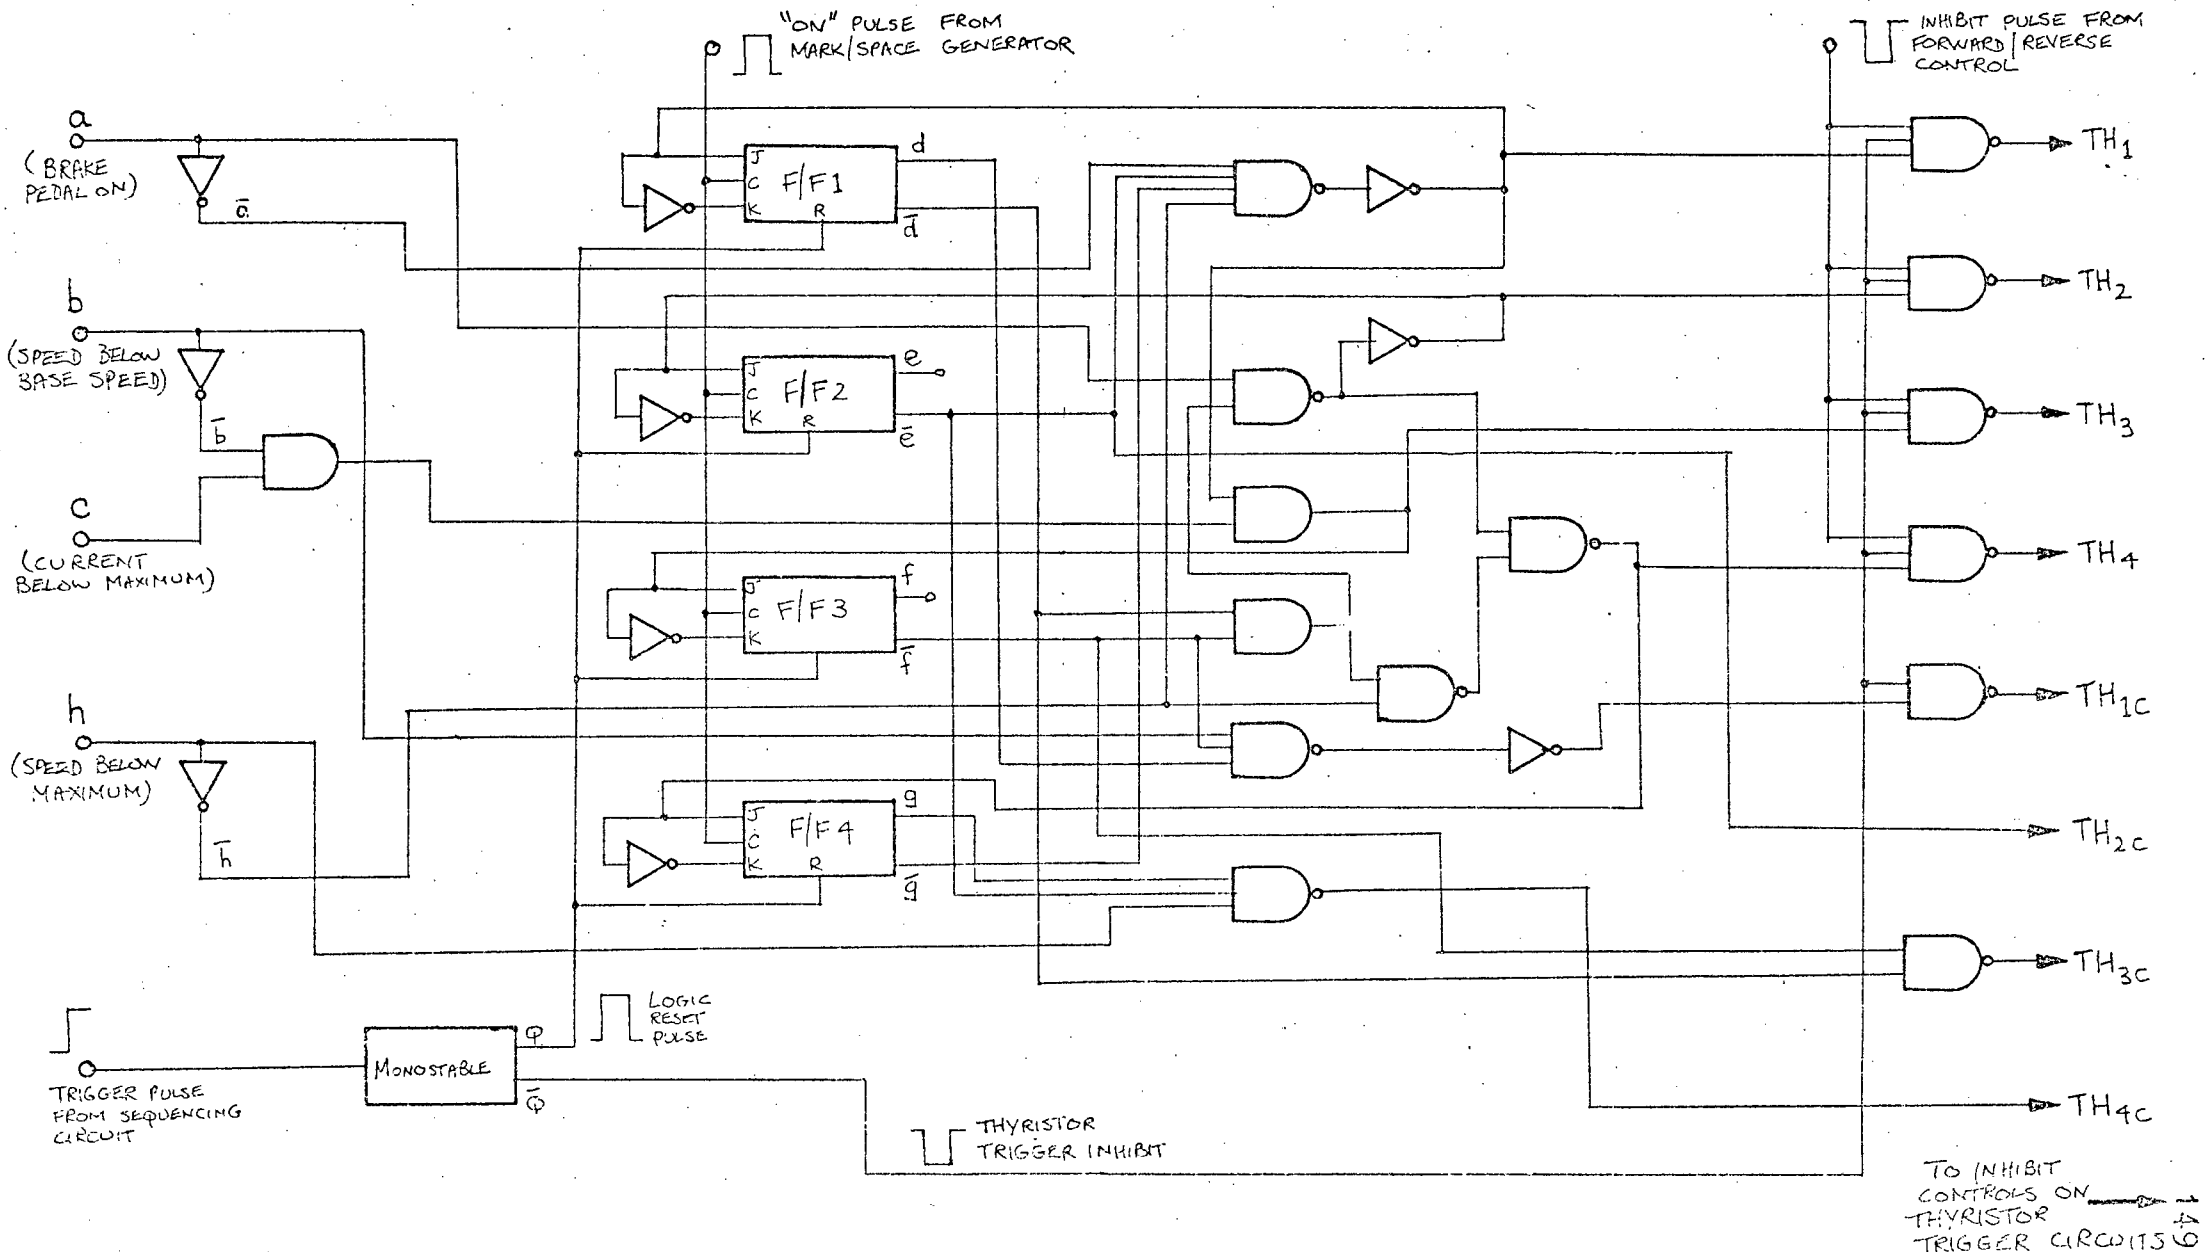 "ON" PULSE FROM
MARK/SPACE GENERATOR
INHIBIT PULSE FROM
FORWARD/REVERSE
CONTROL
a
(BRAKE
PEDAL ON)
a̅
b
(SPEED BELOW
BASE SPEED)
b̅
c
(CURRENT
BELOW MAXIMUM)
h
(SPEED BELOW
MAXIMUM)
h̅
J
C
K
F/F1
R
d
d̅
J
C
K
F/F2
R
e
e̅
J
C
K
F/F3
f
f̅
J
C
K
F/F4
R
g
g̅
TH1
TH2
TH3
TH4
TH1C
TH2C
TH3C
TH4C
TRIGGER PULSE
FROM SEQUENCING
CIRCUIT
MONOSTABLE
Q
Q̅
LOGIC
RESET
PULSE
THYRISTOR
TRIGGER INHIBIT
TO INHIBIT
CONTROLS ON
THYRISTOR
TRIGGER CIRCUITS